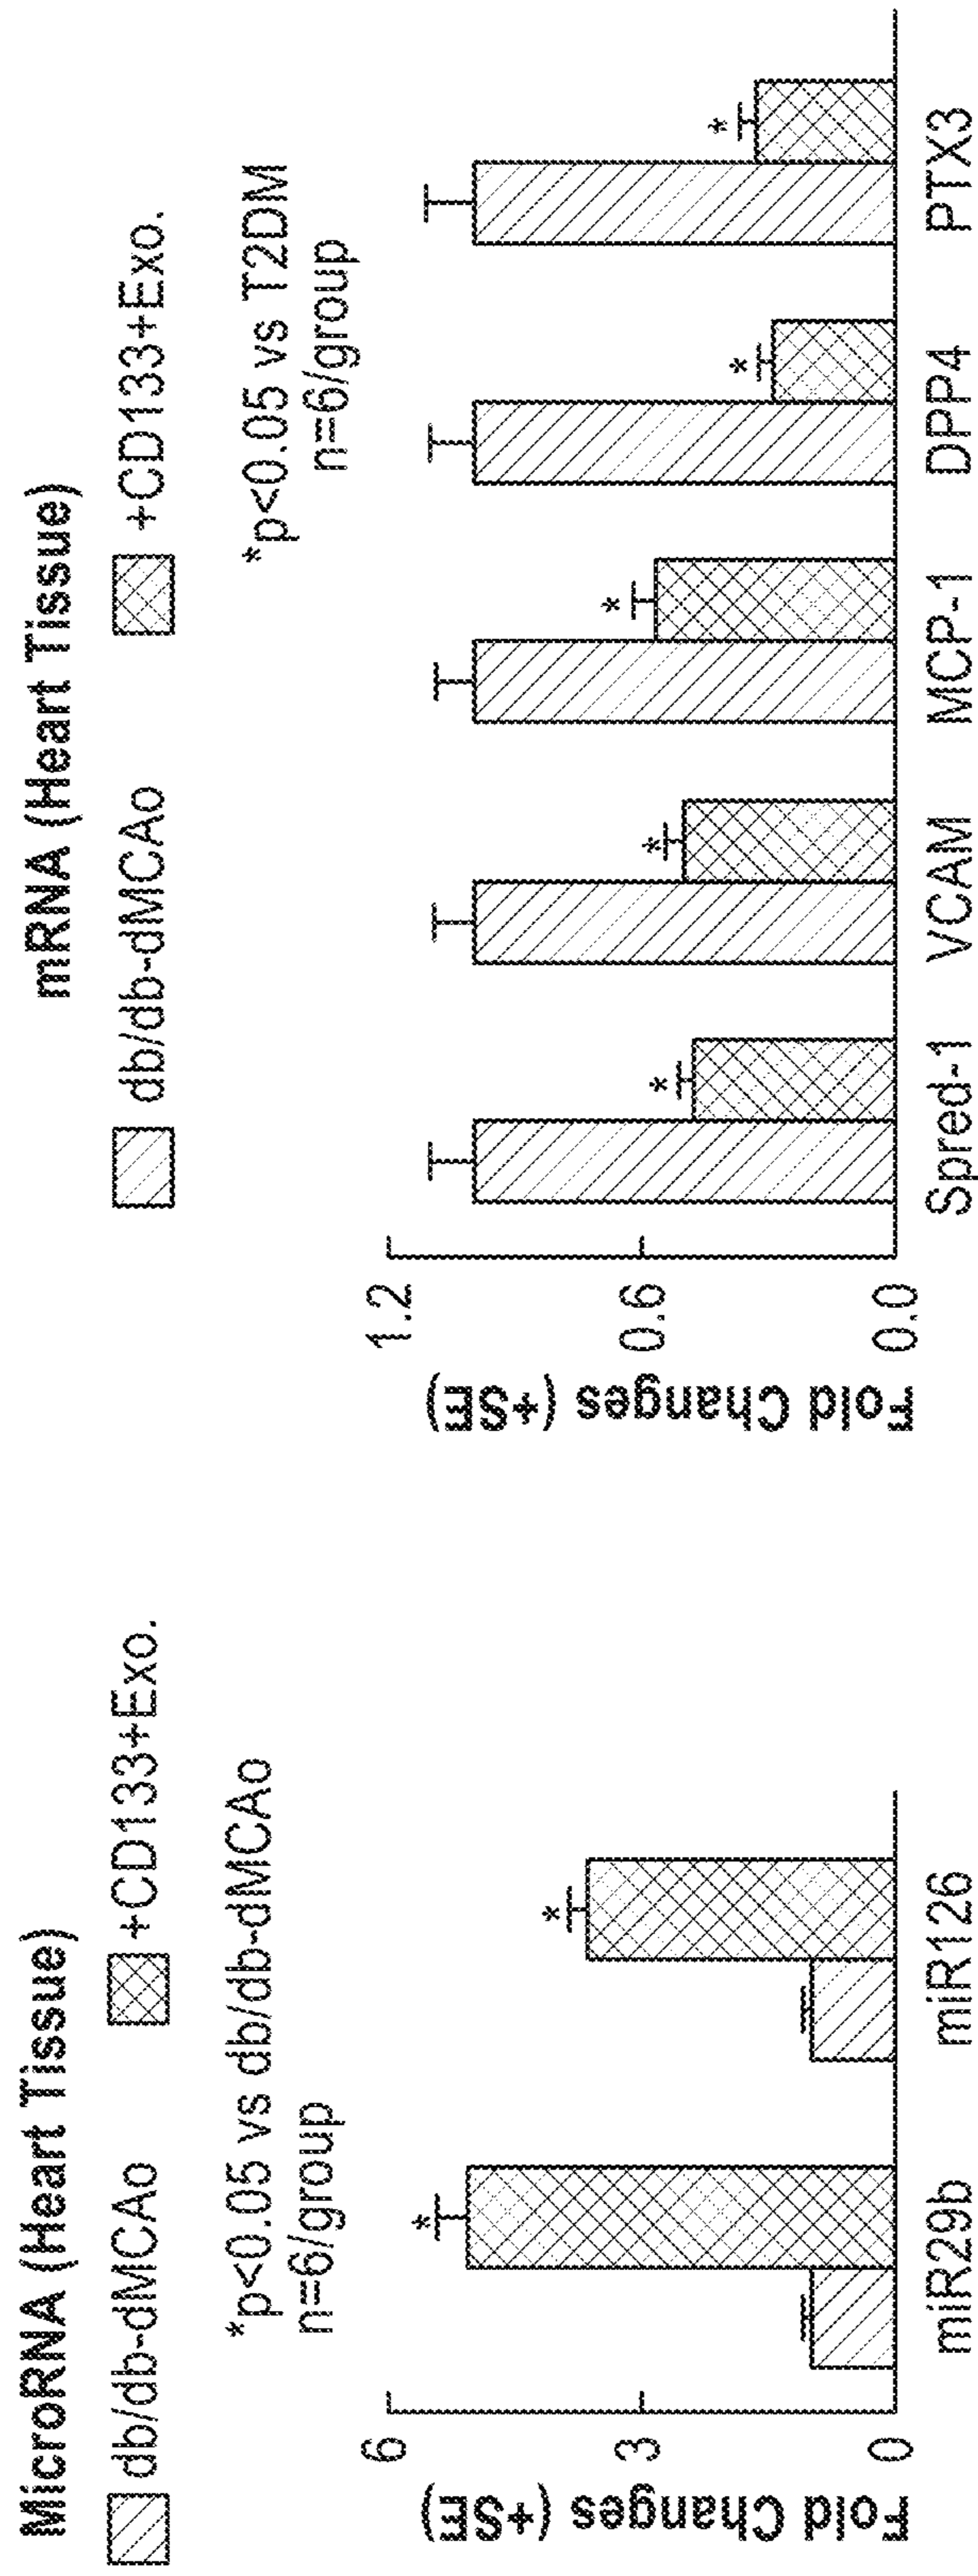 MicroRNA (Heart Tissue)
db/db-dMCAo
+CD133+Exo.
*p<0.05 vs db/db-dMCAo
n=6/group
Fold Changes (+SE)
6
3
0
*
*
miR29b
miR126
mRNA (Heart Tissue)
db/db-dMCAo
+CD133+Exo.
*p<0.05 vs T2DM
n=6/group
Fold Changes (+SE)
1.2
0.6
0.0
*
*
*
*
*
Spred-1
VCAM
MCP-1
DPP4
PTX3